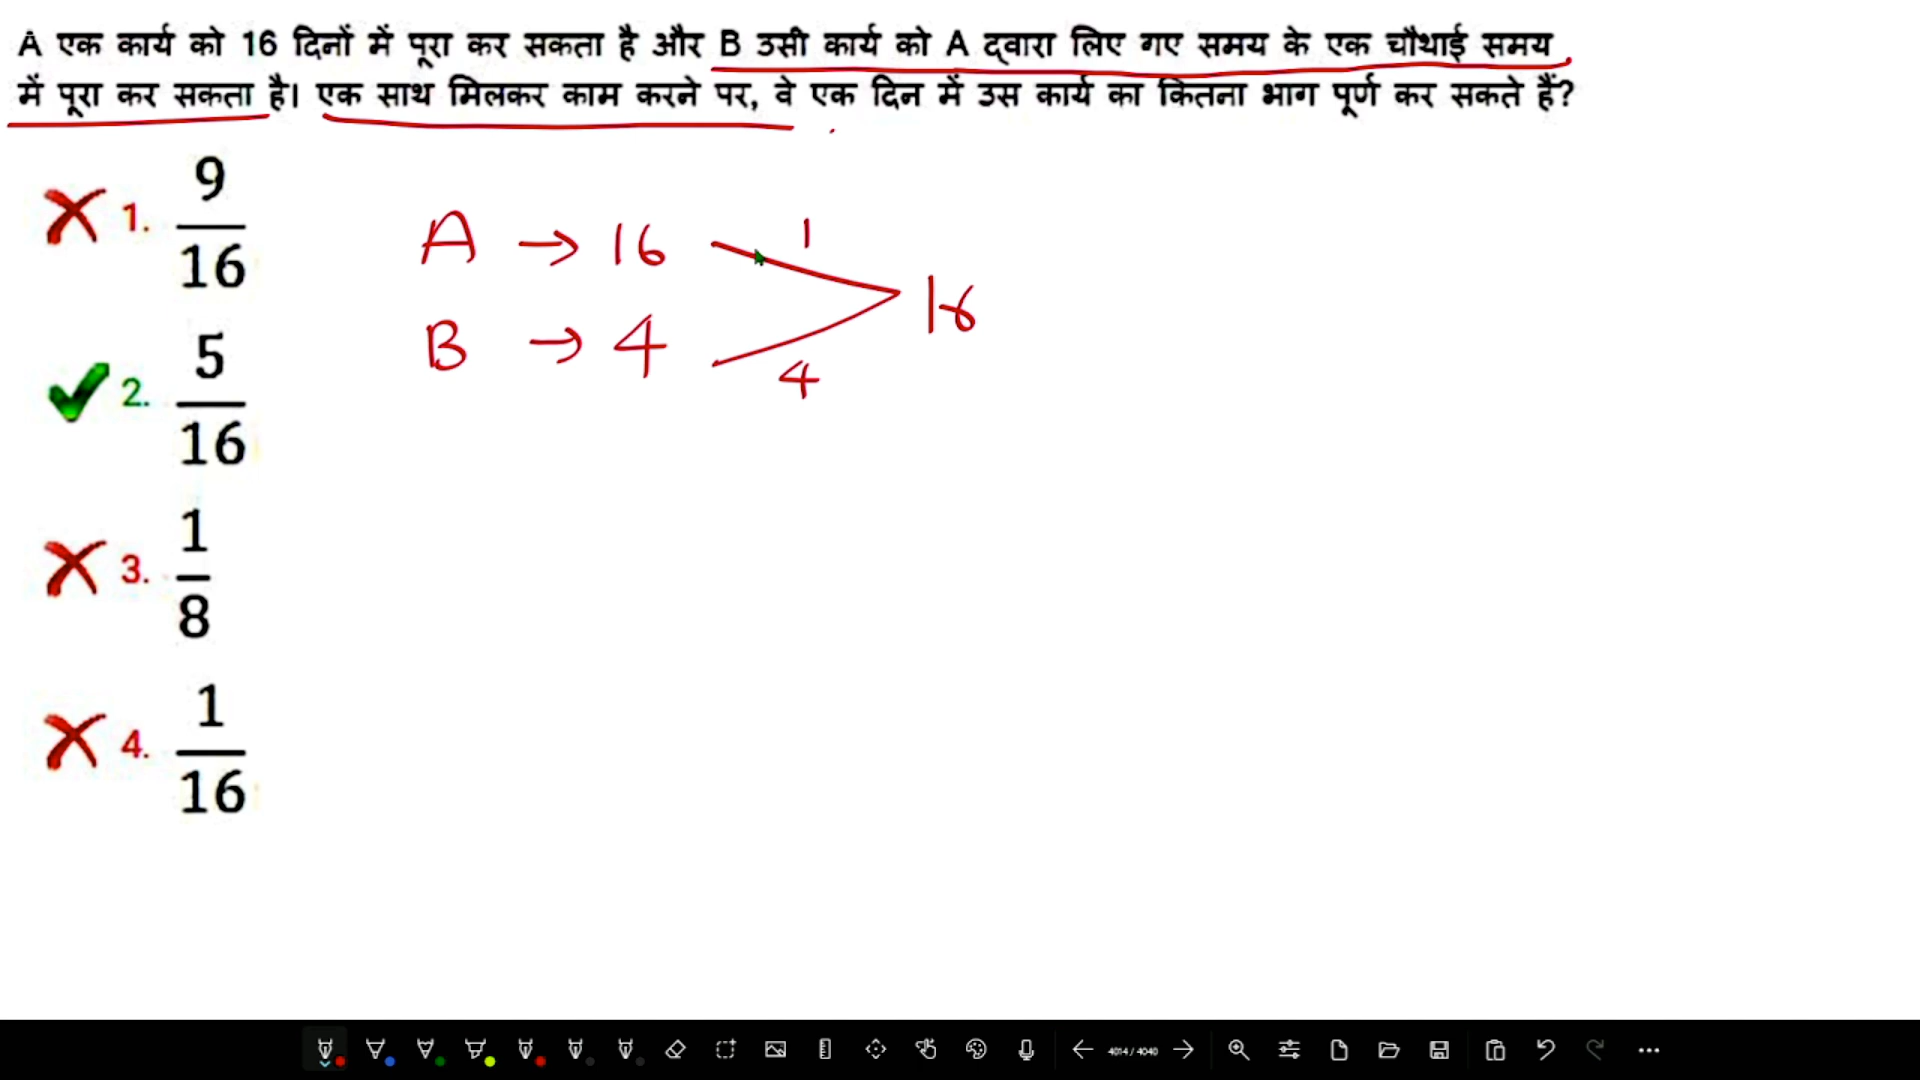 A एक कार्य को 16 दिनों में पूरा कर सकता है और B उसी कार्य को A द्वारा लिए गए समय के एक चौथाई समय
में पूरा कर सकता है। एक साथ मिलकर काम करने पर, वे एक दिन में उस कार्य का कितना भाग पूर्ण कर सकते हैं?
1. 9/16
2. 5/16
3. 1/8
4. 1/16
A → 16 1
B → 4 4
16
4014 / 4040